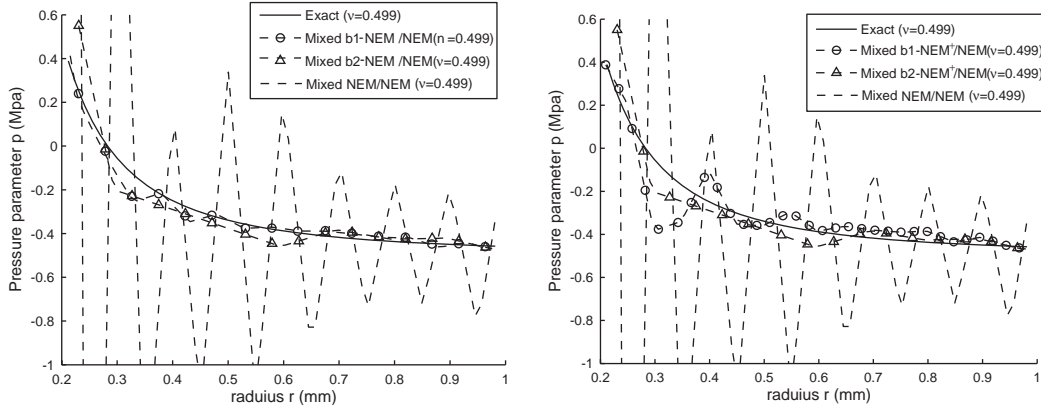 Exact (ν=0.499)
Mixed b1-NEM /NEM(n =0.499)
Mixed b2-NEM /NEM(ν=0.499)
Mixed NEM/NEM (ν=0.499)
Pressure parameter p (Mpa)
0.6
0.4
0.2
0
-0.2
-0.4
-0.6
-0.8
-1
0.2 0.3 0.4 0.5 0.6 0.7 0.8 0.9 1
raduius r (mm)
Exact (ν=0.499)
Mixed b1-NEM⁺/NEM(ν=0.499)
Mixed b2-NEM⁺/NEM(ν=0.499)
Mixed NEM/NEM (ν=0.499)
Pressure parameter p (Mpa)
0.6
0.4
0.2
0
-0.2
-0.4
-0.6
-0.8
-1
0.2 0.3 0.4 0.5 0.6 0.7 0.8 0.9 1
raduius r (mm)